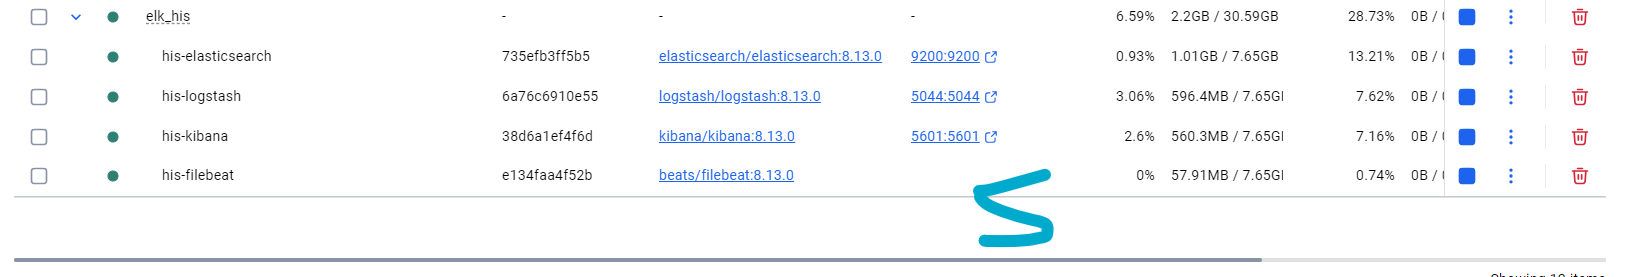 elk_his - - - 6.59% 2.2GB / 30.59GB 28.73% 0B /
his-elasticsearch 735efb3ff5b5 elasticsearch/elasticsearch:8.13.0 9200:9200 0.93% 1.01GB / 7.65GB 13.21% 0B /
his-logstash 6a76c6910e55 logstash/logstash:8.13.0 5044:5044 3.06% 596.4MB / 7.65G 7.62% 0B /
his-kibana 38d6a1ef4f6d kibana/kibana:8.13.0 5601:5601 2.6% 560.3MB / 7.65G 7.16% 0B /
his-filebeat e134faa4f52b beats/filebeat:8.13.0 0% 57.91MB / 7.65G 0.74% 0B /